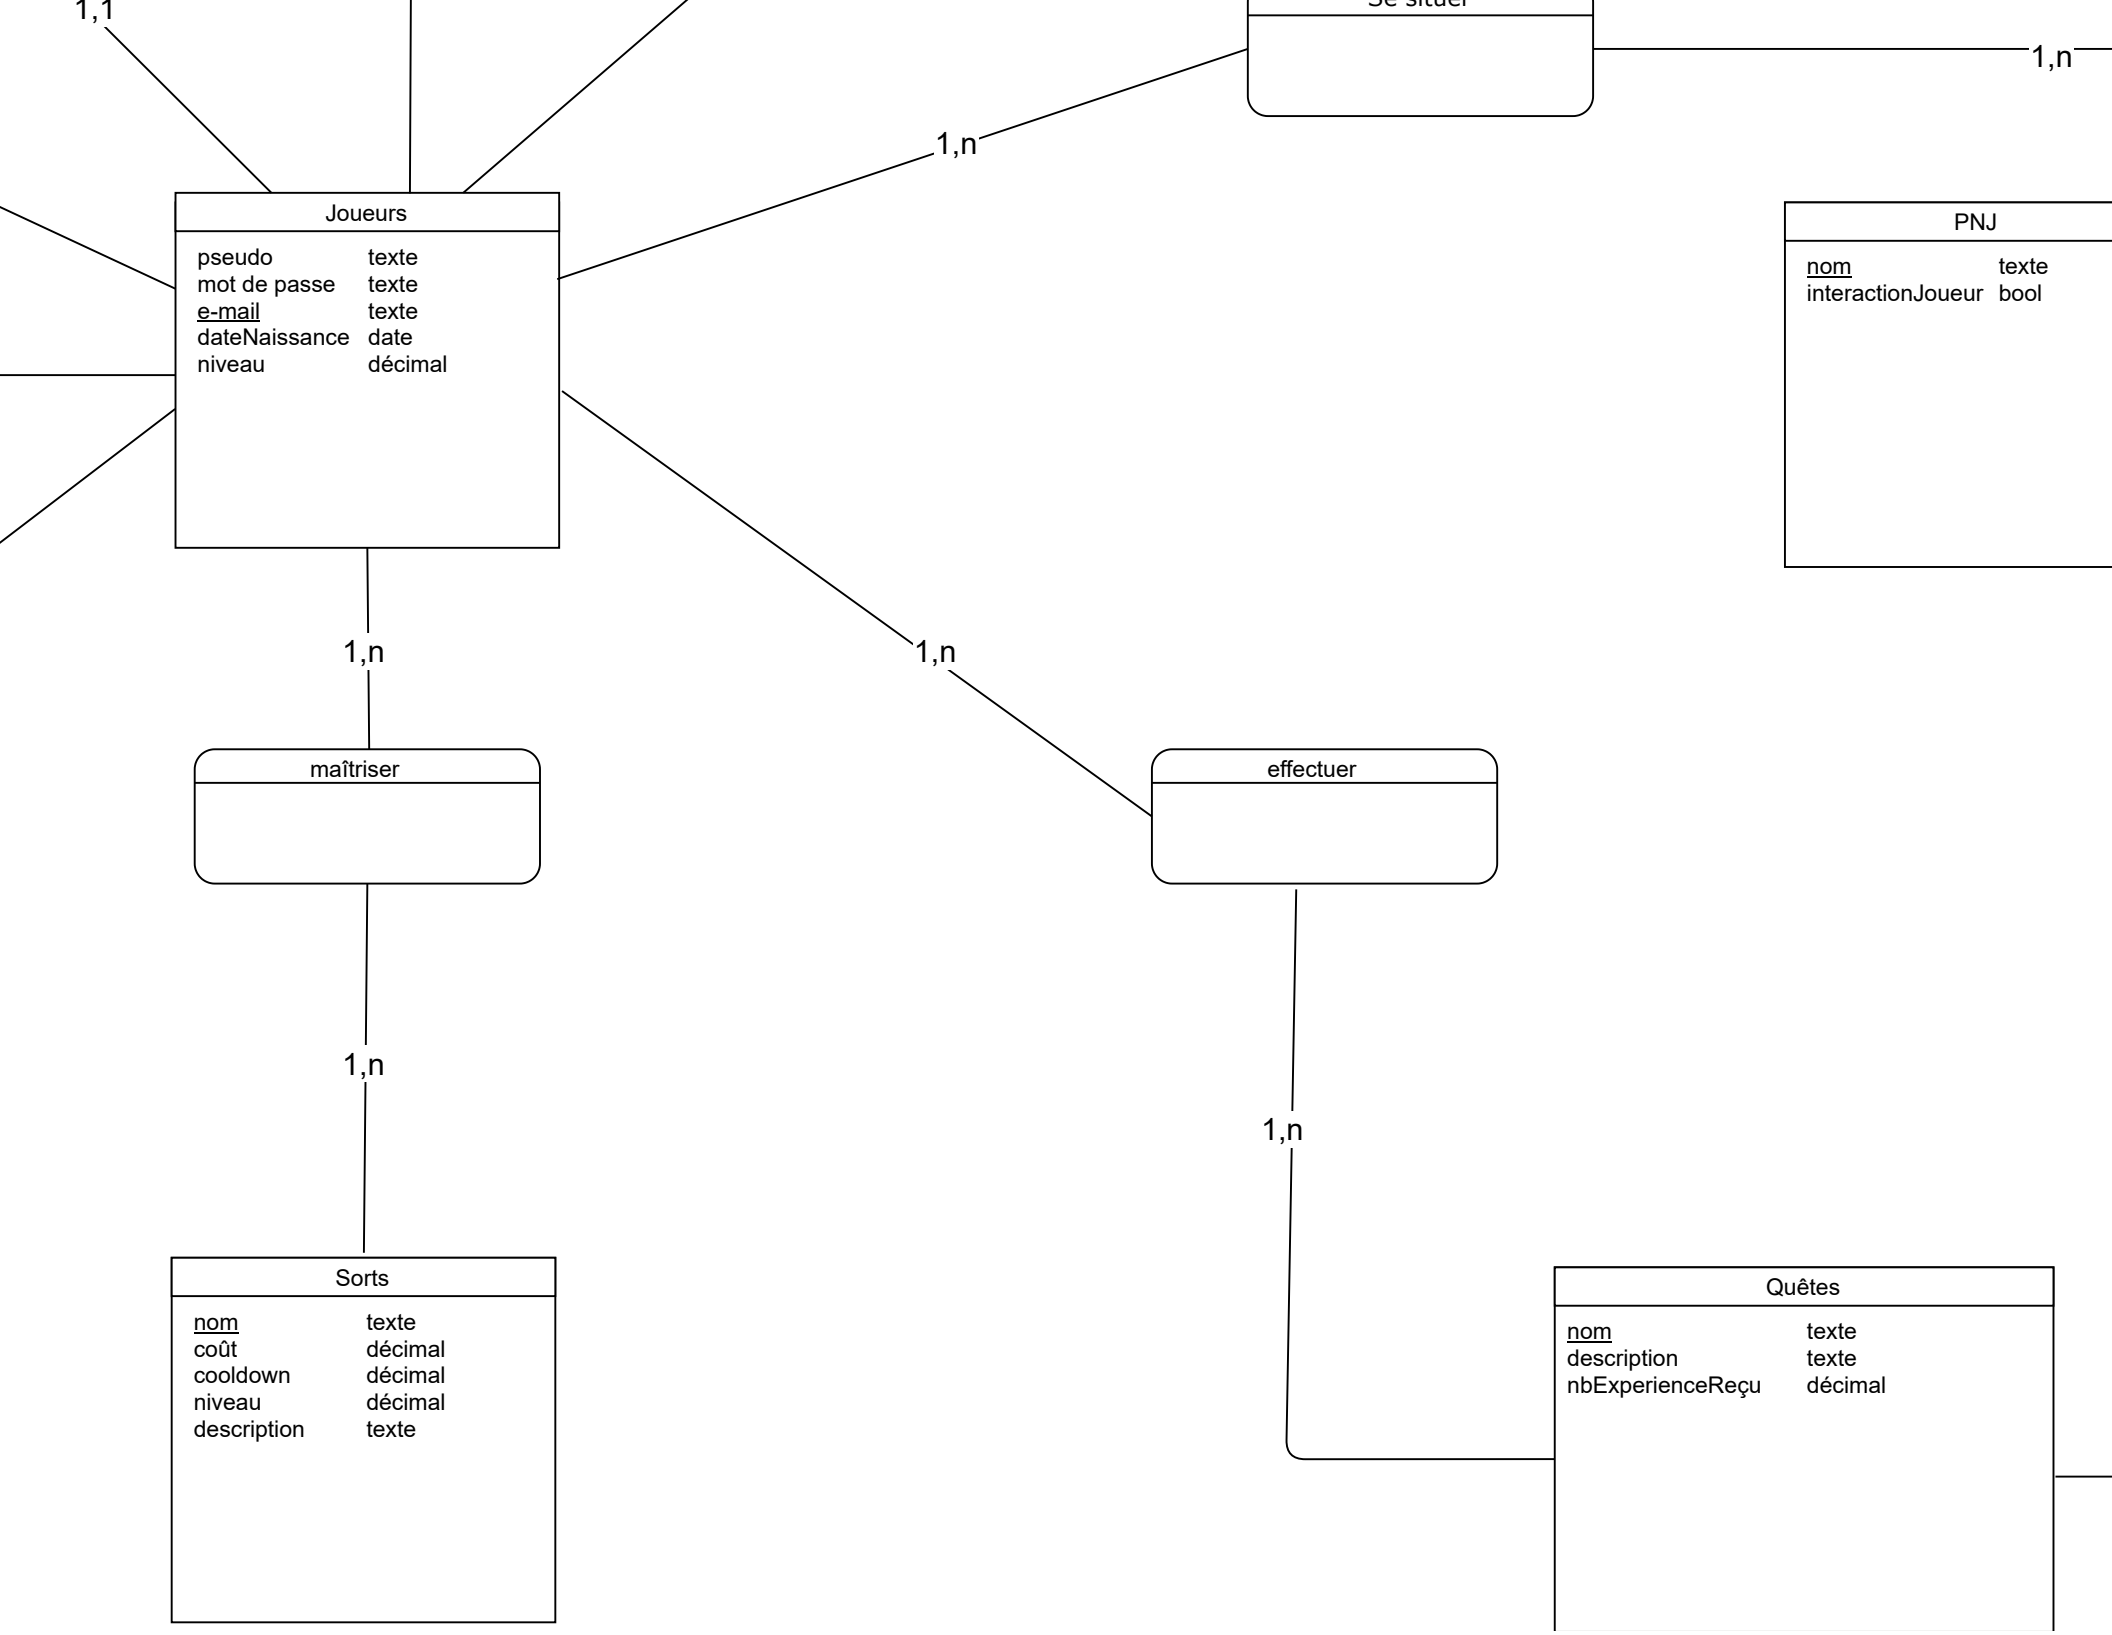 1,1
Se situer
1,n
1,n
Joueurs
pseudo texte
mot de passe texte
e-mail texte
dateNaissance date
niveau décimal
PNJ
nom texte
interactionJoueur bool
1,n
1,n
maîtriser
effectuer
1,n
1,n
Sorts
nom texte
coût décimal
cooldown décimal
niveau décimal
description texte
Quêtes
nom texte
description texte
nbExperienceReçu décimal